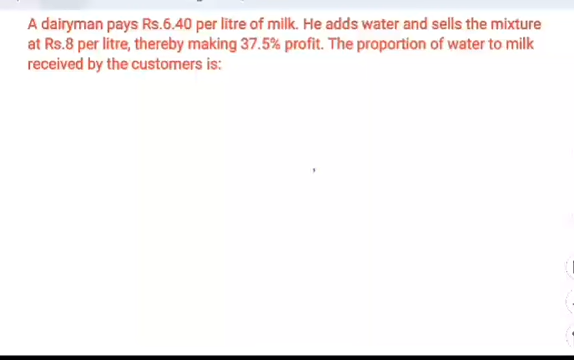 A dairyman pays Rs.6.40 per litre of milk. He adds water and sells the mixture
at Rs.8 per litre, thereby making 37.5% profit. The proportion of water to milk
received by the customers is: